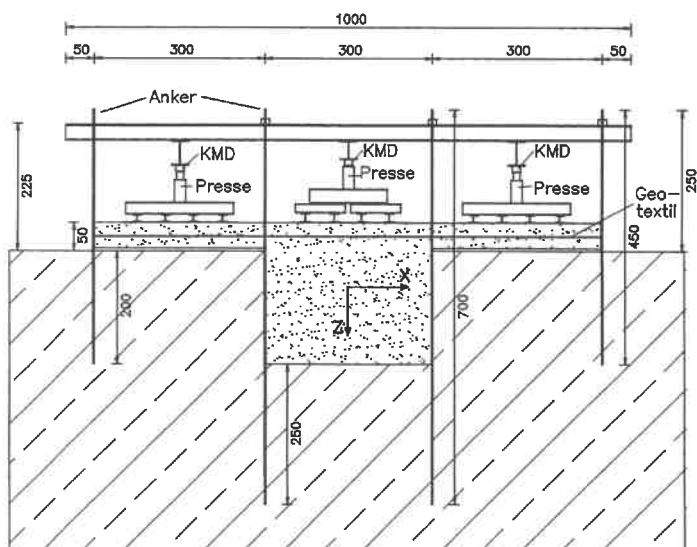 1000
50
300
300
300
50
Anker
KMD
Presse
KMD
Presse
KMD
Presse
225
250
Geo-
textil
50
450
200
X
Z
700
250